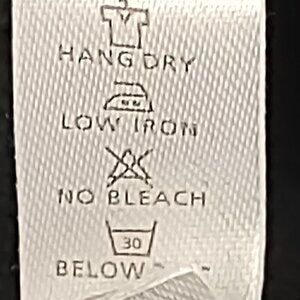 HANG DRY
LOW IRON
NO BLEACH
30
BELOW